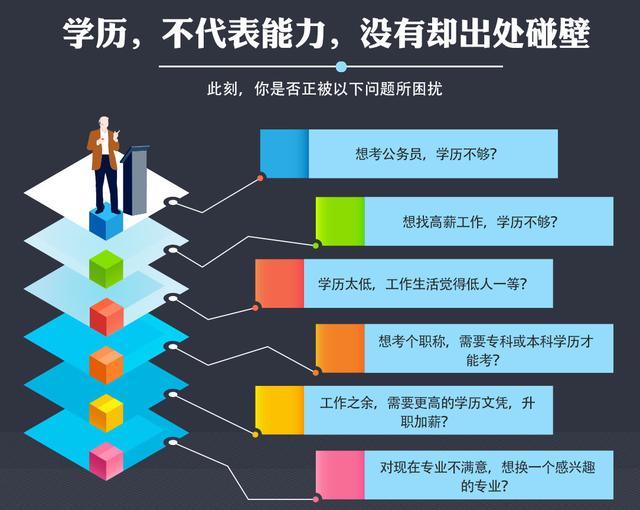 学历，不代表能力，没有却出处碰壁
此刻，你是否正被以下问题所困扰
想考公务员，学历不够？
想找高薪工作，学历不够？
学历太低，工作生活觉得低人一等？
想考个职称，需要专科或本科学历才
能考？
工作之余，需要更高的学历文凭，升
职加薪？
对现在专业不满意，想换一个感兴趣
的专业？